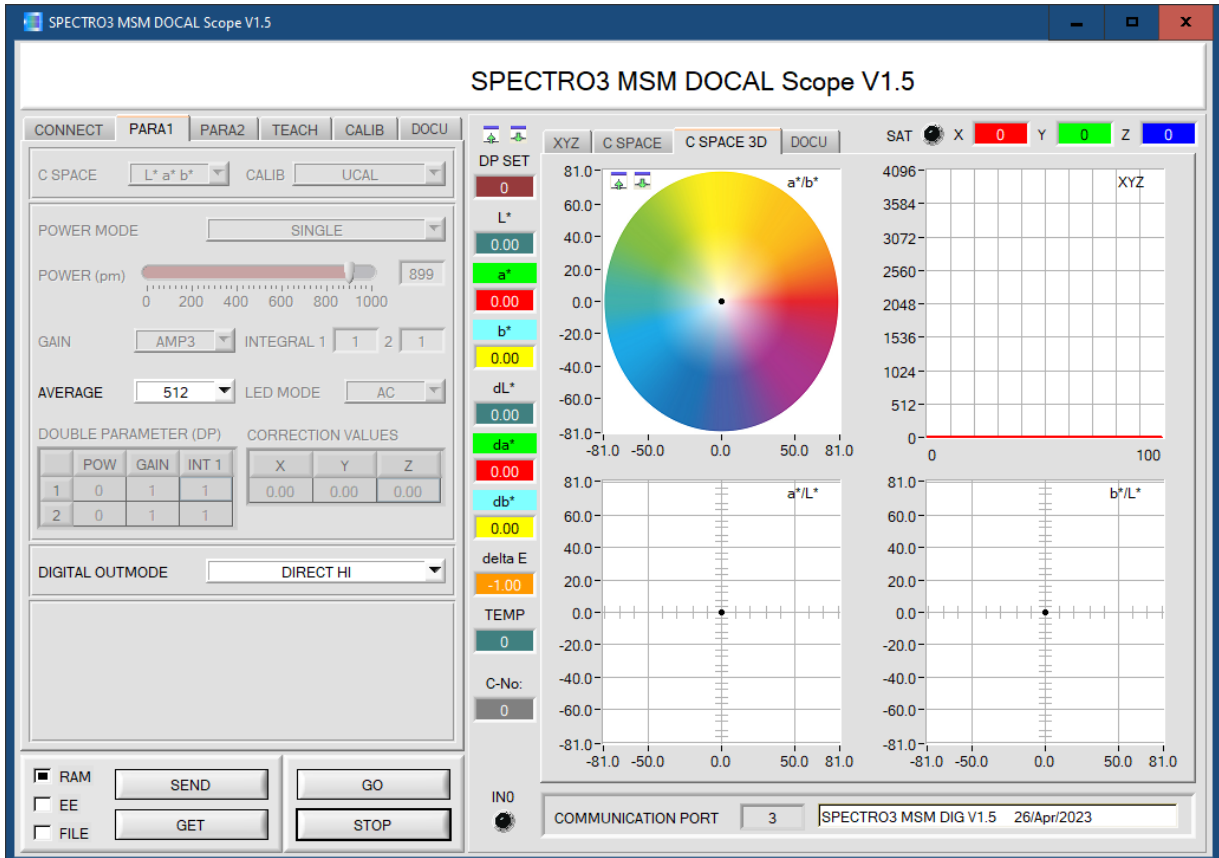 SPECTRO3 MSM DOCAL Scope V1.5
SPECTRO3 MSM DOCAL Scope V1.5
CONNECT PARA1 PARA2 TEACH CALIB DOCU
C SPACE L* a* b* CALIB UCAL
POWER MODE SINGLE
POWER (pm) 899
0 200 400 600 800 1000
GAIN AMP3 INTEGRAL 1 1 2 1
AVERAGE 512 LED MODE AC
DOUBLE PARAMETER (DP) CORRECTION VALUES
POW GAIN INT 1 X Y Z
1 0 1 1 0.00 0.00 0.00
2 0 1 1
DIGITAL OUTMODE DIRECT HI
RAM
EE
FILE
SEND
GET
GO
STOP
DP SET
0
L*
0.00
a*
0.00
b*
0.00
dL*
0.00
da*
0.00
db*
0.00
delta E
-1.00
TEMP
0
C-No:
0
IN0
XYZ C SPACE C SPACE 3D DOCU
SAT X 0 Y 0 Z 0
a*/b*
81.0
60.0
40.0
20.0
0.0
-20.0
-40.0
-60.0
-81.0
-81.0 -50.0 0.0 50.0 81.0
XYZ
4096
3584
3072
2560
2048
1536
1024
512
0
0 100
a*/L*
81.0
60.0
40.0
20.0
0.0
-20.0
-40.0
-60.0
-81.0
-81.0 -50.0 0.0 50.0 81.0
b*/L*
81.0
60.0
40.0
20.0
0.0
-20.0
-40.0
-60.0
-81.0
-81.0 -50.0 0.0 50.0 81.0
COMMUNICATION PORT 3 SPECTRO3 MSM DIG V1.5 26/Apr/2023